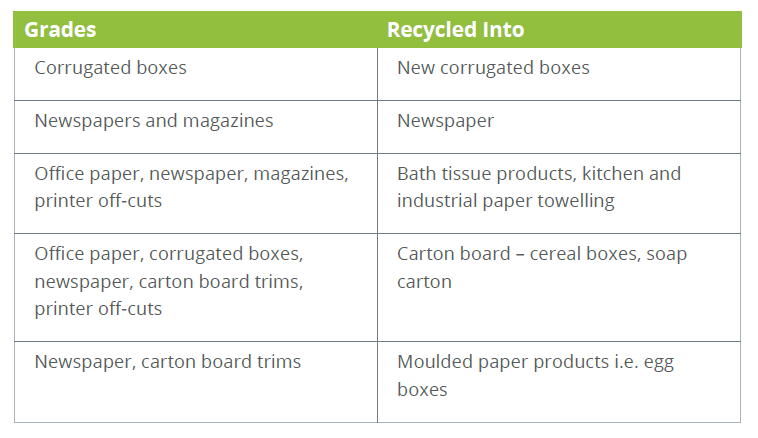 Grades
Recycled Into
Corrugated boxes
New corrugated boxes
Newspapers and magazines
Newspaper
Office paper, newspaper, magazines,
printer off-cuts
Bath tissue products, kitchen and
industrial paper towelling
Office paper, corrugated boxes,
newspaper, carton board trims,
printer off-cuts
Carton board – cereal boxes, soap
carton
Newspaper, carton board trims
Moulded paper products i.e. egg
boxes